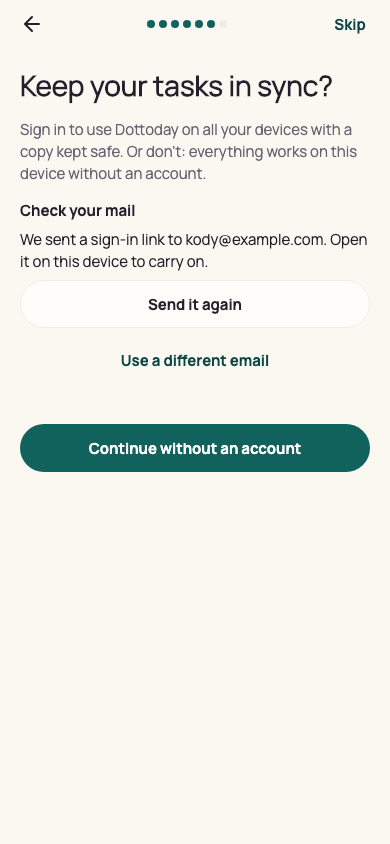 Skip
Keep your tasks in sync?
Sign in to use Dottoday on all your devices with a
copy kept safe. Or don't: everything works on this
device without an account.
Check your mail
We sent a sign-in link to kody@example.com. Open
it on this device to carry on.
Send it again
Use a different email
Continue without an account